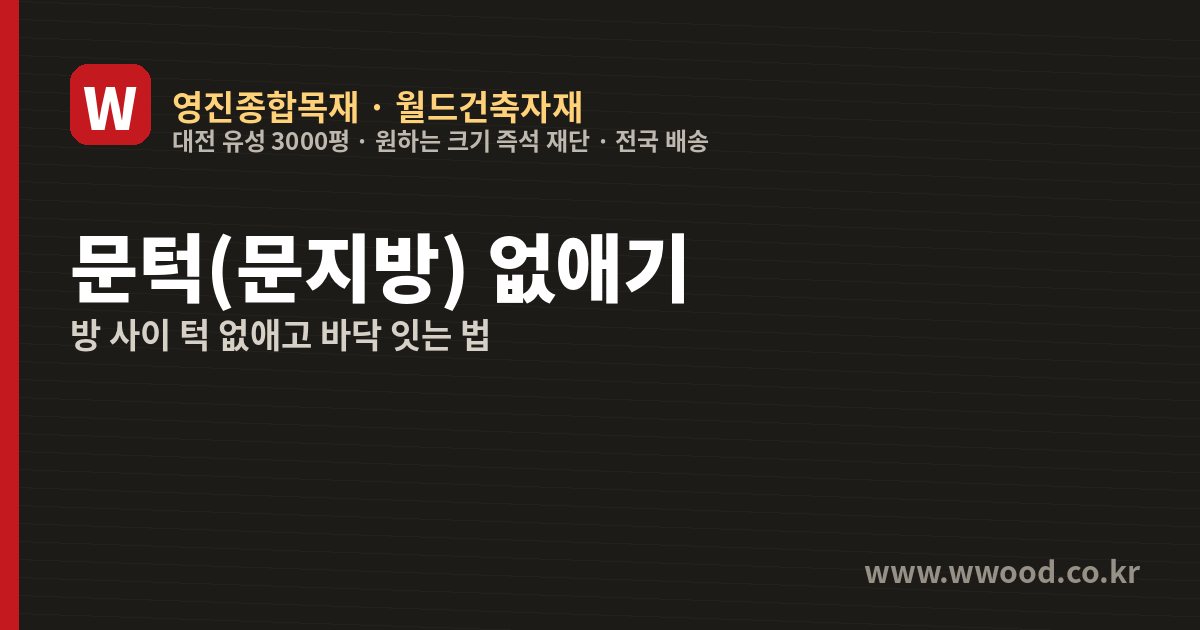 W
영진종합목재 · 월드건축자재
대전 유성 3000평 · 원하는 크기 즉석 재단 · 전국 배송
문턱(문지방) 없애기
방 사이 턱 없애고 바닥 잇는 법
www.wwood.co.kr